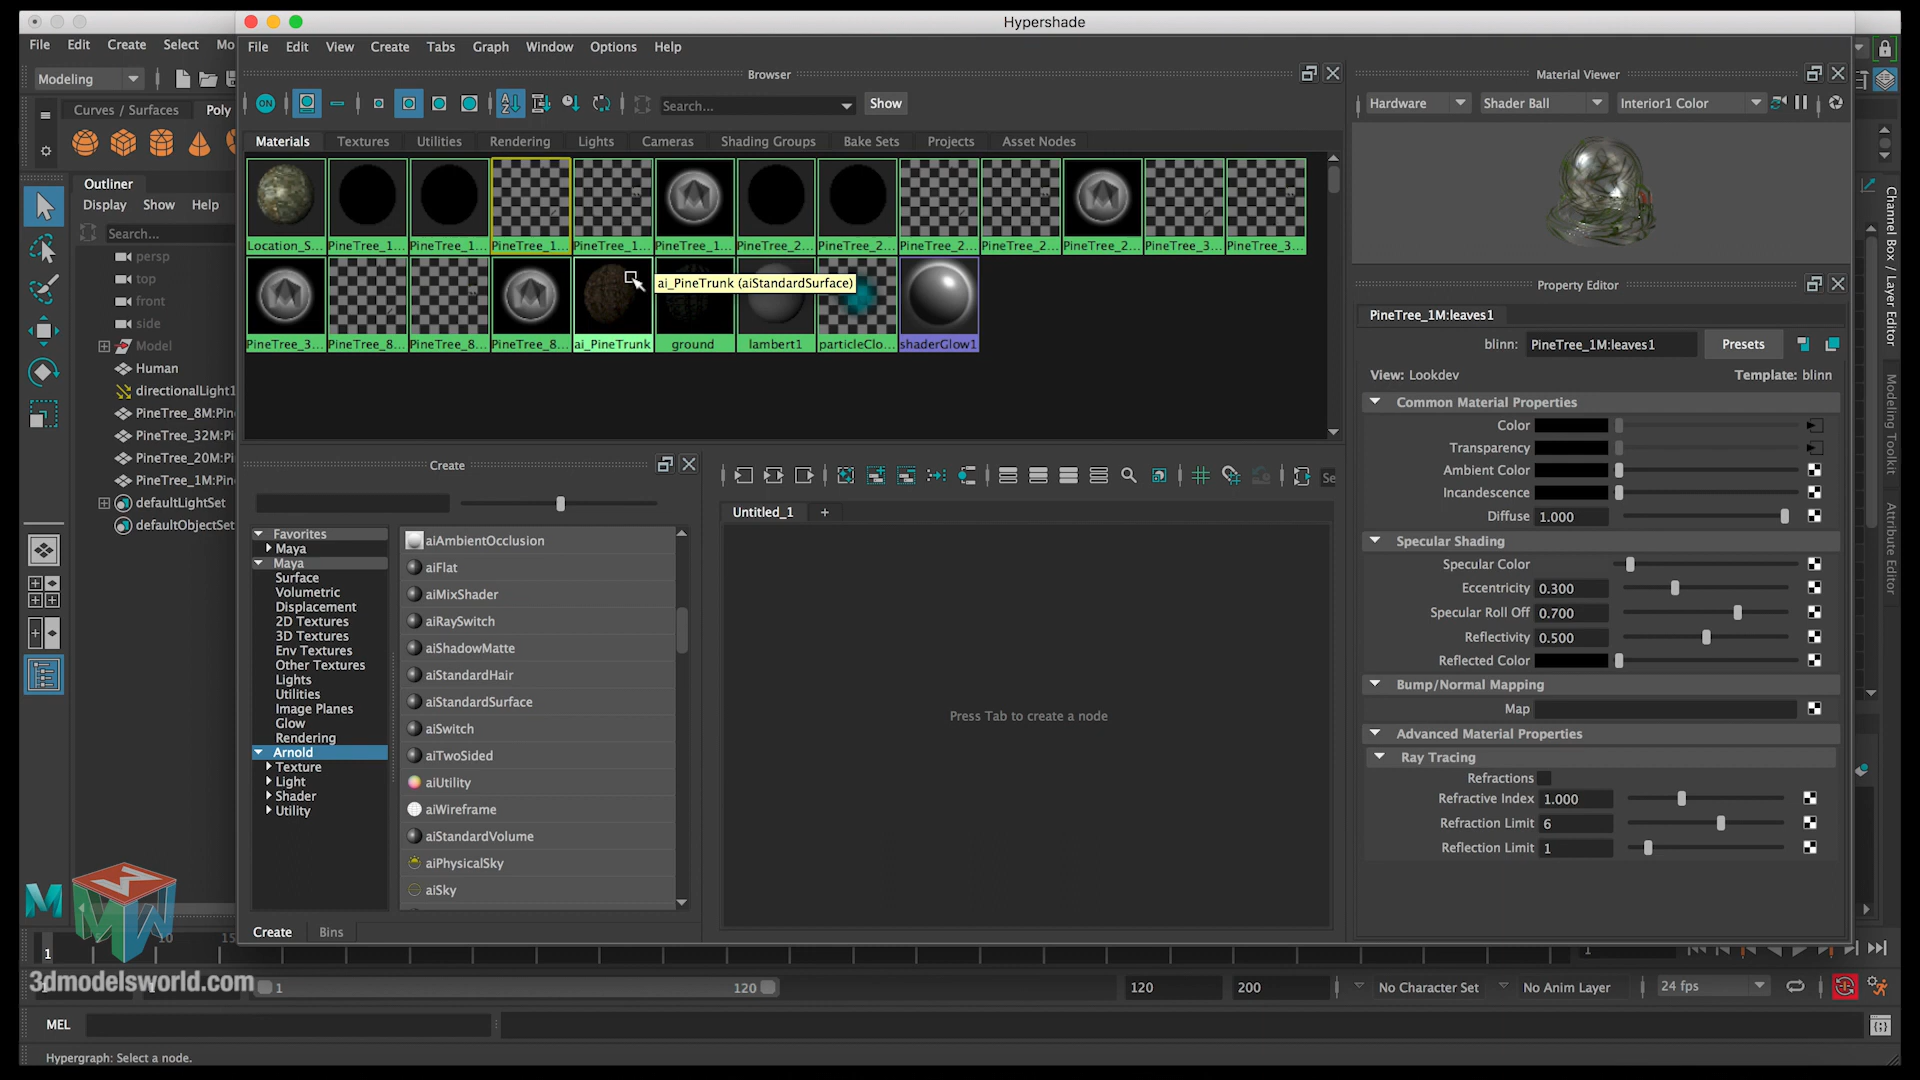 Hypershade
File Edit Create Select Mo
File Edit View Create Tabs Graph Window Options Help
Modeling
Browser
Material Viewer
Curves / Surfaces Poly
ON
Search...
Show
Hardware
Shader Ball
Interior1 Color
Materials Textures Utilities Rendering Lights Cameras Shading Groups Bake Sets Projects Asset Nodes
Outliner
Display Show Help
Search...
Location_S... PineTree_1... PineTree_1... PineTree_1... PineTree_1... PineTree_1... PineTree_2... PineTree_2... PineTree_2... PineTree_2... PineTree_2... PineTree_3... PineTree_3...
ai_PineTrunk (aiStandardSurface)
PineTree_3... PineTree_8... PineTree_8... PineTree_8... ai_PineTrunk ground lambert1 particleClo... shaderGlow1
persp
top
front
side
Model
Human
directionalLight1
PineTree_8M:Pin
PineTree_32M:Pi
PineTree_20M:Pi
PineTree_1M:Pin
defaultLightSet
defaultObjectSet
Property Editor
PineTree_1M:leaves1
blinn: PineTree_1M:leaves1 Presets
View: Lookdev Template: blinn
Common Material Properties
Color
Transparency
Ambient Color
Incandescence
Diffuse 1.000
Specular Shading
Specular Color
Eccentricity 0.300
Specular Roll Off 0.700
Reflectivity 0.500
Reflected Color
Bump/Normal Mapping
Map
Advanced Material Properties
Ray Tracing
Refractions
Refractive Index 1.000
Refraction Limit 6
Reflection Limit 1
Channel Box / Layer Editor
Modeling Toolkit
Attribute Editor
Create
Favorites
Maya
Maya
Surface
Volumetric
Displacement
2D Textures
3D Textures
Env Textures
Other Textures
Lights
Utilities
Image Planes
Glow
Rendering
Arnold
Texture
Light
Shader
Utility
aiAmbientOcclusion
aiFlat
aiMixShader
aiRaySwitch
aiShadowMatte
aiStandardHair
aiStandardSurface
aiSwitch
aiTwoSided
aiUtility
aiWireframe
aiStandardVolume
aiPhysicalSky
aiSky
Create Bins
Se
Untitled_1 +
Press Tab to create a node
1 10 15 1
3dmodelsworld.com
1 120 120 200 No Character Set No Anim Layer 24 fps
MEL
Hypergraph: Select a node.